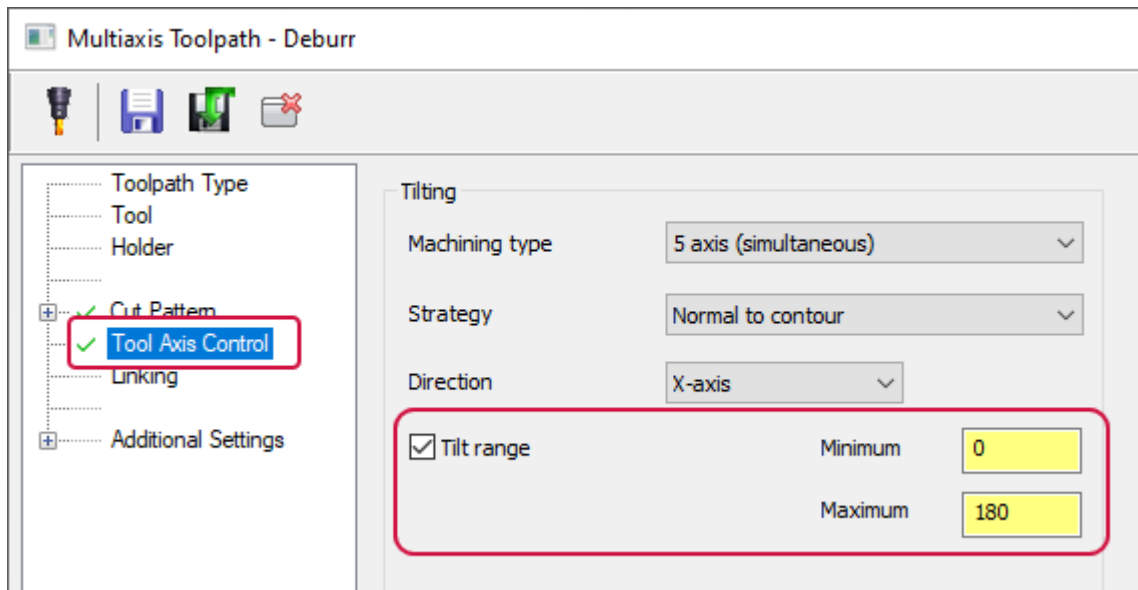 Multiaxis Toolpath - Deburr
Toolpath Type
Tool
Holder
Cut Pattern
Tool Axis Control
Linking
Additional Settings
Tilting
Machining type
5 axis (simultaneous)
Strategy
Normal to contour
Direction
X-axis
Tilt range
Minimum
0
Maximum
180